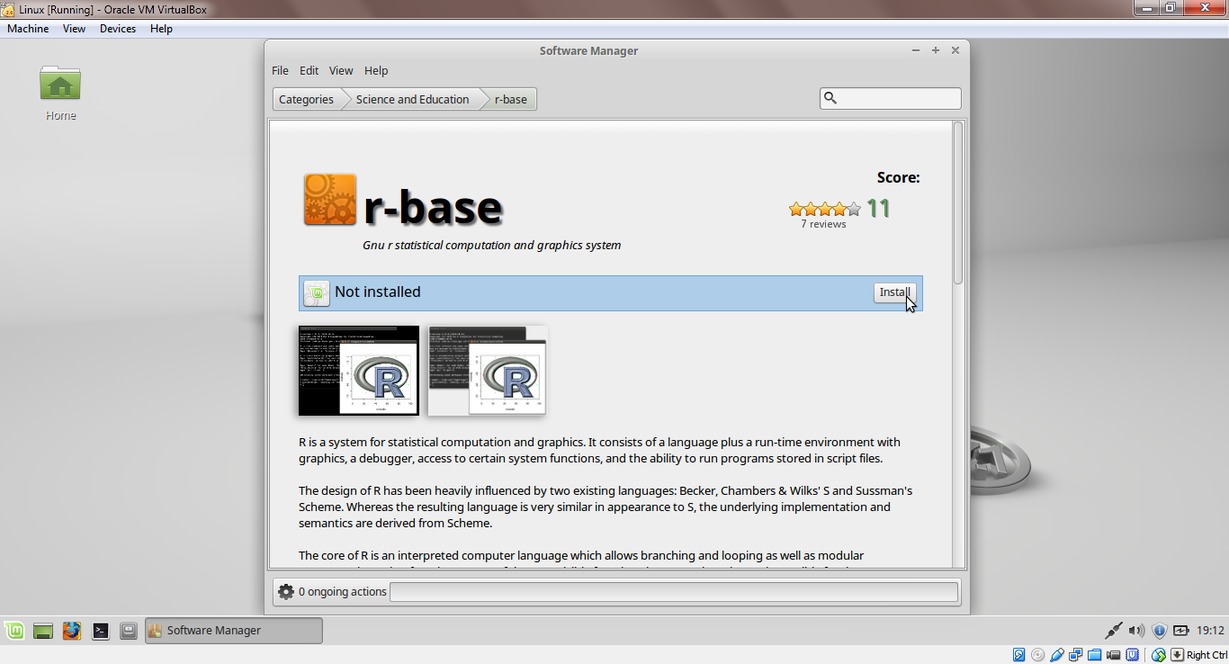 Linux [Running] - Oracle VM VirtualBox
Machine View Devices Help
Home
Software Manager
File Edit View Help
Categories Science and Education r-base
Score:
r-base
11
7 reviews
Gnu r statistical computation and graphics system
Not installed
Install
R
R
R is a system for statistical computation and graphics. It consists of a language plus a run-time environment with
graphics, a debugger, access to certain system functions, and the ability to run programs stored in script files.
The design of R has been heavily influenced by two existing languages: Becker, Chambers & Wilks' S and Sussman's
Scheme. Whereas the resulting language is very similar in appearance to S, the underlying implementation and
semantics are derived from Scheme.
The core of R is an interpreted computer language which allows branching and looping as well as modular
0 ongoing actions
Software Manager
19:12
Right Ctrl